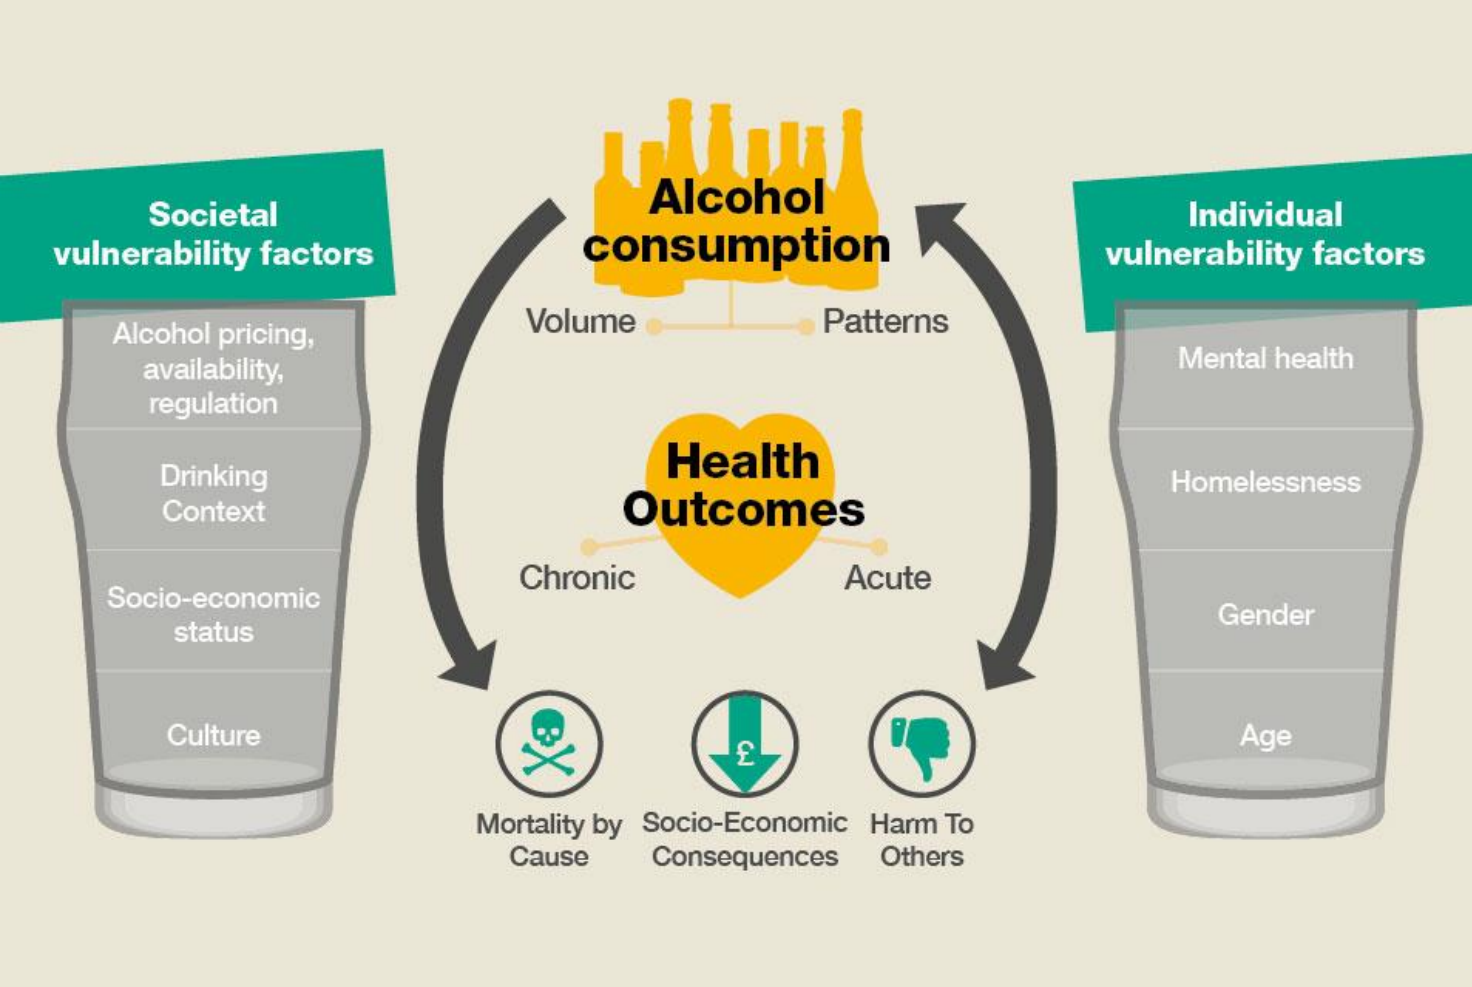 Societal
vulnerability factors
Alcohol pricing,
availability,
regulation
Drinking
Context
Socio-economic
status
Culture
Alcohol
consumption
Volume
Patterns
Health
Outcomes
Chronic
Acute
£
Mortality by
Cause
Socio-Economic
Consequences
Harm To
Others
Individual
vulnerability factors
Mental health
Homelessness
Gender
Age